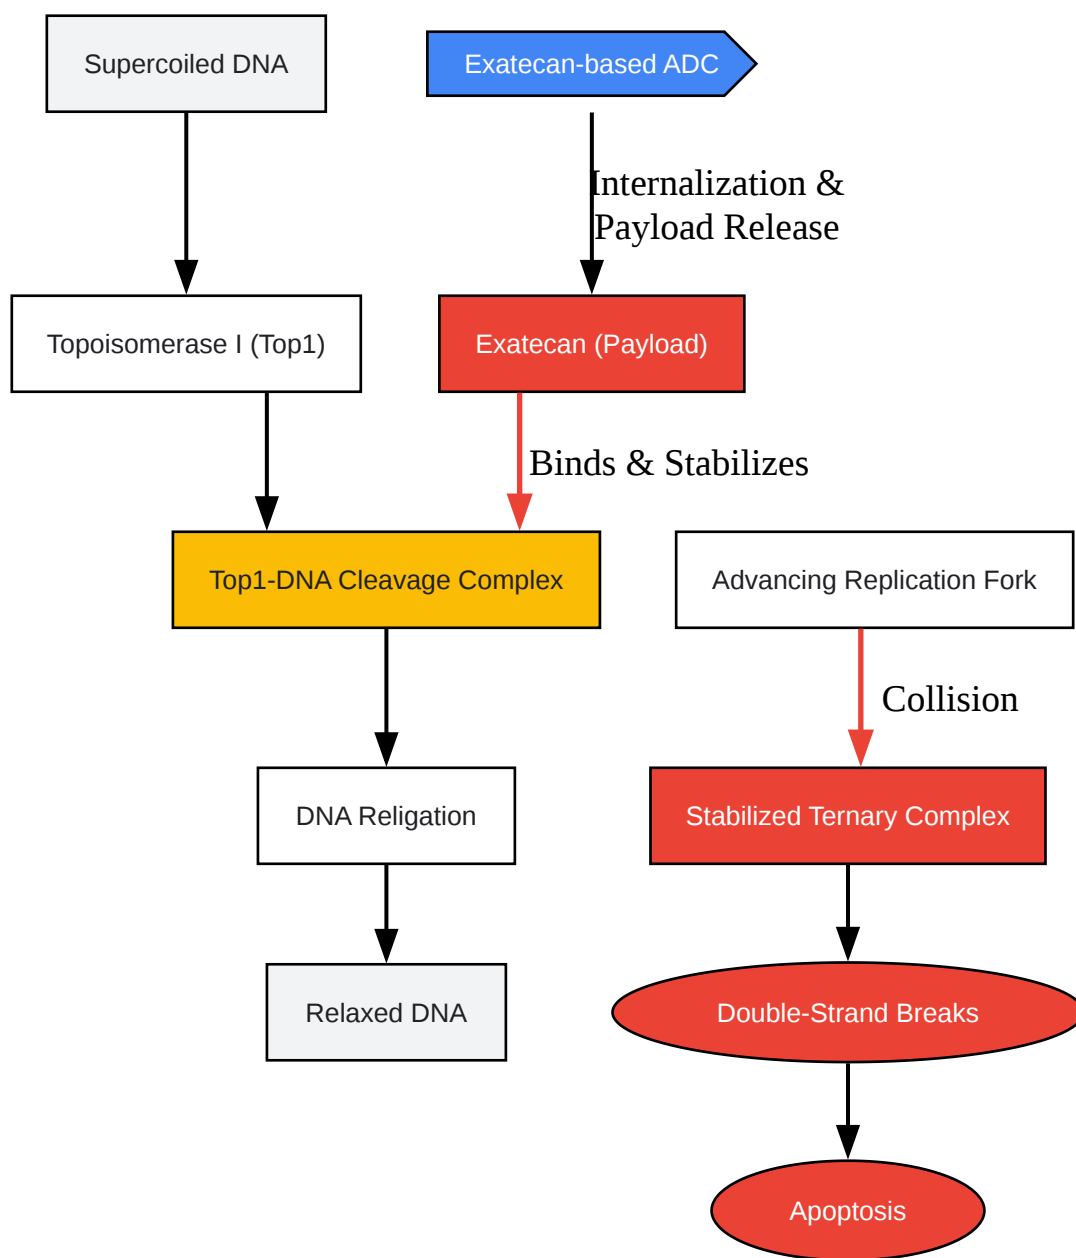 Supercoiled DNA
Exatecan-based ADC
Internalization &
Payload Release
Topoisomerase I (Top1)
Exatecan (Payload)
Binds & Stabilizes
Top1-DNA Cleavage Complex
Advancing Replication Fork
Collision
DNA Religation
Stabilized Ternary Complex
Relaxed DNA
Double-Strand Breaks
Apoptosis